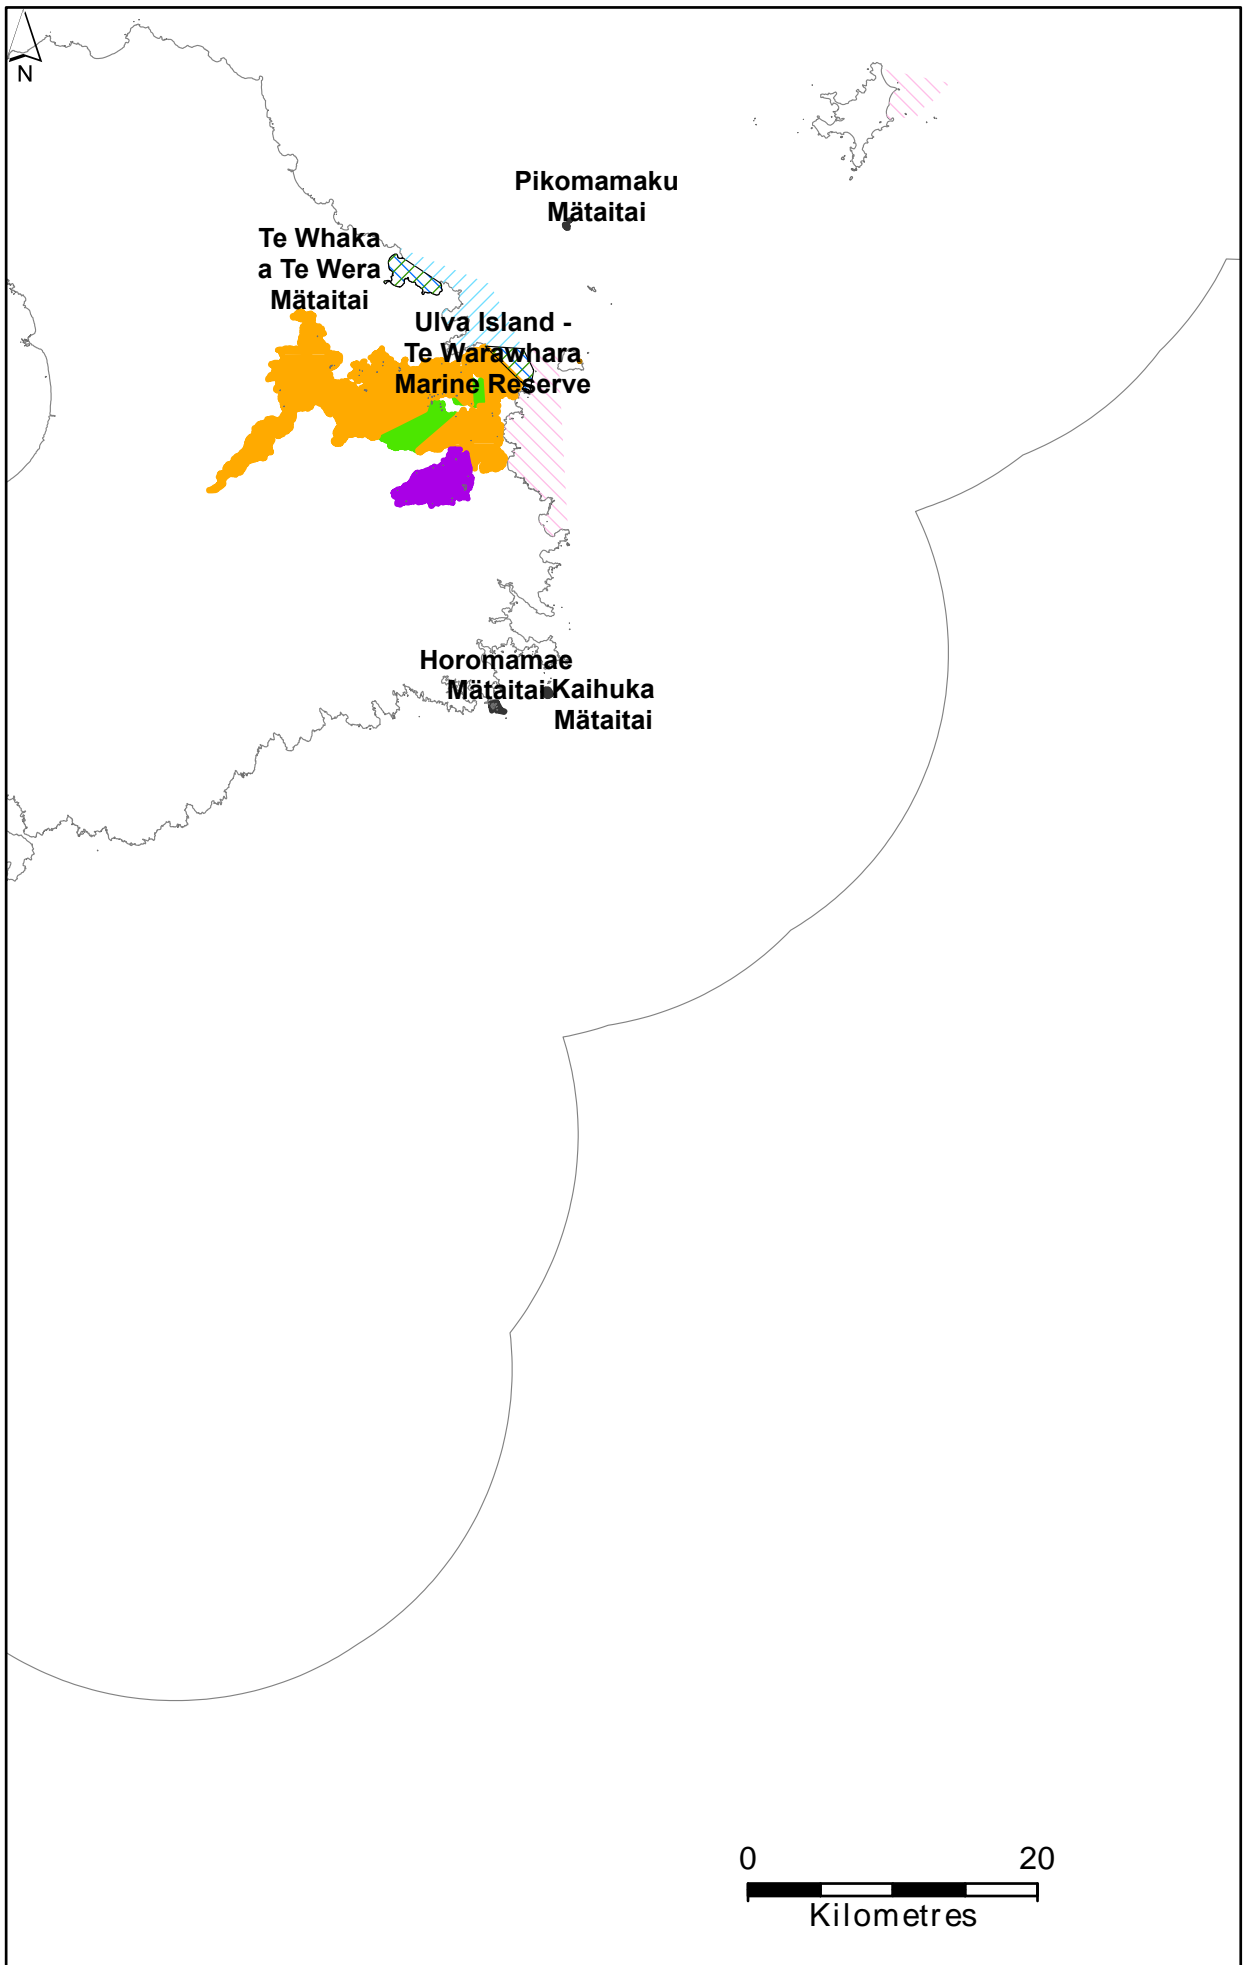 N
Pikomamaku
Mätaitai
Te Whaka
a Te Wera
Mätaitai
Ulva Island -
Te Warawhara
Marine Reserve
Horomamae
Mätaitai
Kaihuka
Mätaitai
0 20
Kilometres